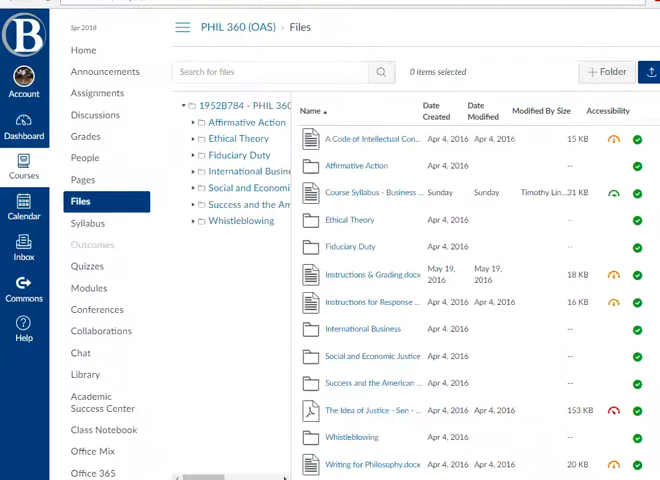 B
Spr 2018
PHIL 360 (OAS) > Files
Home
Announcements
Assignments
Discussions
Grades
People
Pages
Files
Syllabus
Outcomes
Quizzes
Modules
Conferences
Collaborations
Chat
Library
Academic
Success Center
Class Notebook
Office Mix
Office 365
Account
Dashboard
Courses
Calendar
Inbox
Commons
Help
Search for files
0 items selected
+ Folder
1952B784 - PHIL 360
Affirmative Action
Ethical Theory
Fiduciary Duty
International Busine
Social and Economi
Success and the Am
Whistleblowing
Name Date Created Date Modified Modified By Size Accessibility
A Code of Intellectual Con... Apr 4, 2016 Apr 4, 2016 15 KB
Affirmative Action Apr 4, 2016 --
Course Syllabus - Business ... Sunday Sunday Timothy Lin... 31 KB
Ethical Theory Apr 4, 2016 --
Fiduciary Duty Apr 4, 2016 --
Instructions & Grading.docx May 19, 2016 May 19, 2016 18 KB
Instructions for Response ... Apr 4, 2016 Apr 4, 2016 16 KB
International Business Apr 4, 2016 --
Social and Economic Justice Apr 4, 2016 --
Success and the American ... Apr 4, 2016 --
The Idea of Justice - Sen - ... Apr 4, 2016 Apr 4, 2016 153 KB
Whistleblowing Apr 4, 2016 --
Writing for Philosophy.docx Apr 4, 2016 Apr 4, 2016 20 KB